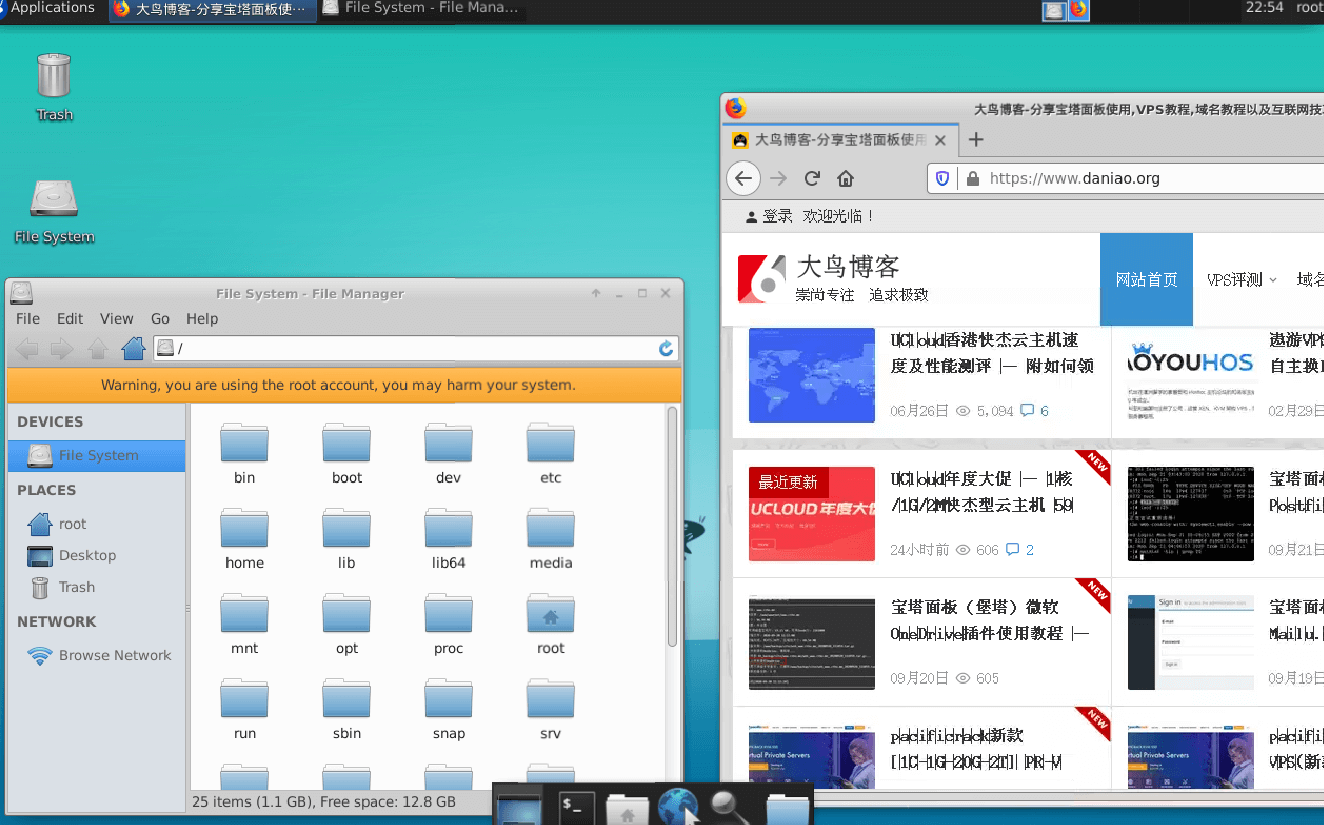 Applications
大鸟博客-分享宝塔面板使…
File System - File Mana...
22:54
root
Trash
File System
File System - File Manager
File Edit View Go Help
/
Warning, you are using the root account, you may harm your system.
DEVICES
File System
PLACES
root
Desktop
Trash
NETWORK
Browse Network
bin boot dev etc
home lib lib64 media
mnt opt proc root
run sbin snap srv
25 items (1.1 GB), Free space: 12.8 GB
大鸟博客-分享宝塔面板使用,VPS教程,域名教程以及互联网技
大鸟博客-分享宝塔面板使用
https://www.daniao.org
登录 欢迎光临！
大鸟博客
崇尚专注 追求极致
网站首页
VPS评测
域名
UCloud香港快杰云主机速
度及性能测评 — 附如何领
06月26日 5,094 6
OYOUHOS
遨游VP
自主换I
02月29日
最近更新
UCLOUD 年度大促
NEW
UCloud年度大促 — 1核
/1G/2M快杰型云主机 59
24小时前 606 2
宝塔面
Postfi
09月21日
NEW
宝塔面板（堡塔）微软
OneDrive插件使用教程 —
09月20日 605
Sign in
宝塔面
Mailu.
09月19日
NEW
irtual Private Servers
pacificrack新款
[1C-1G-20G-2T] PR-M
irtual Private Servers
pacifi
VPS(新